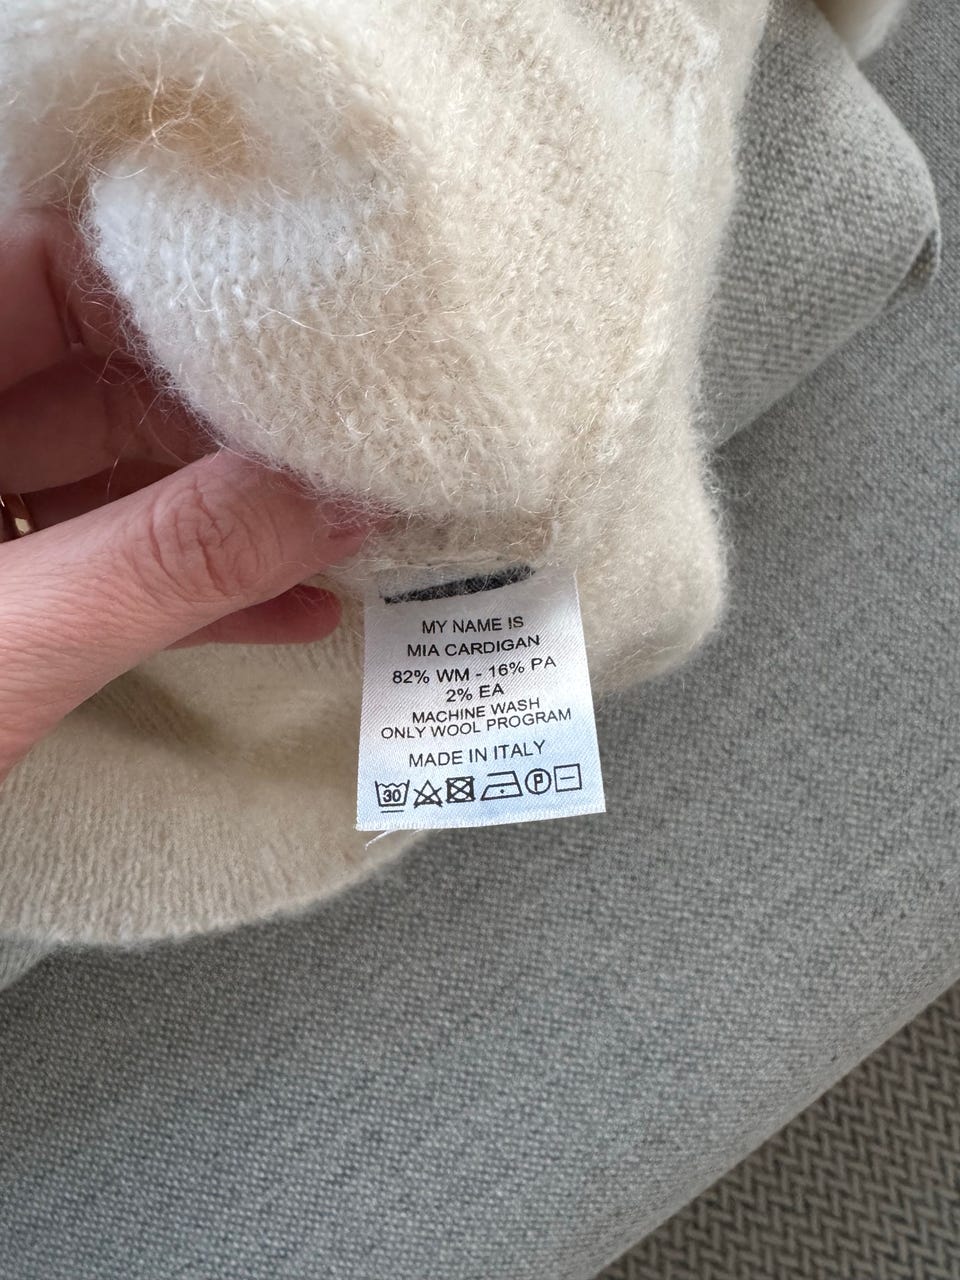 MY NAME IS
MIA CARDIGAN
82% WM - 16% PA
2% EA
MACHINE WASH
ONLY WOOL PROGRAM
MADE IN ITALY
30 P